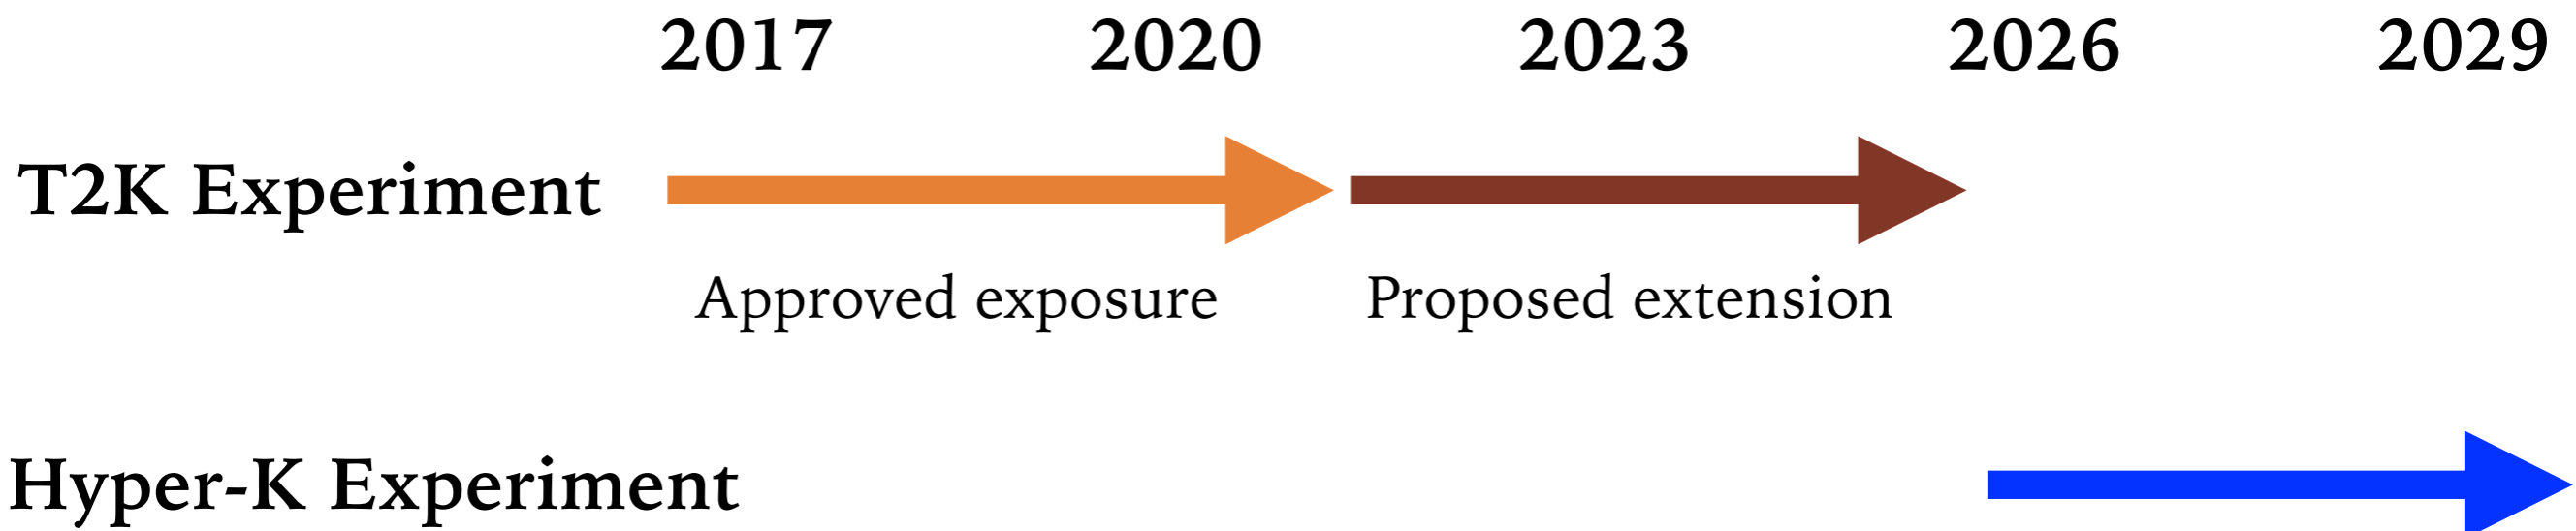 2017 2020 2023 2026 2029
T2K Experiment
Approved exposure Proposed extension
Hyper-K Experiment